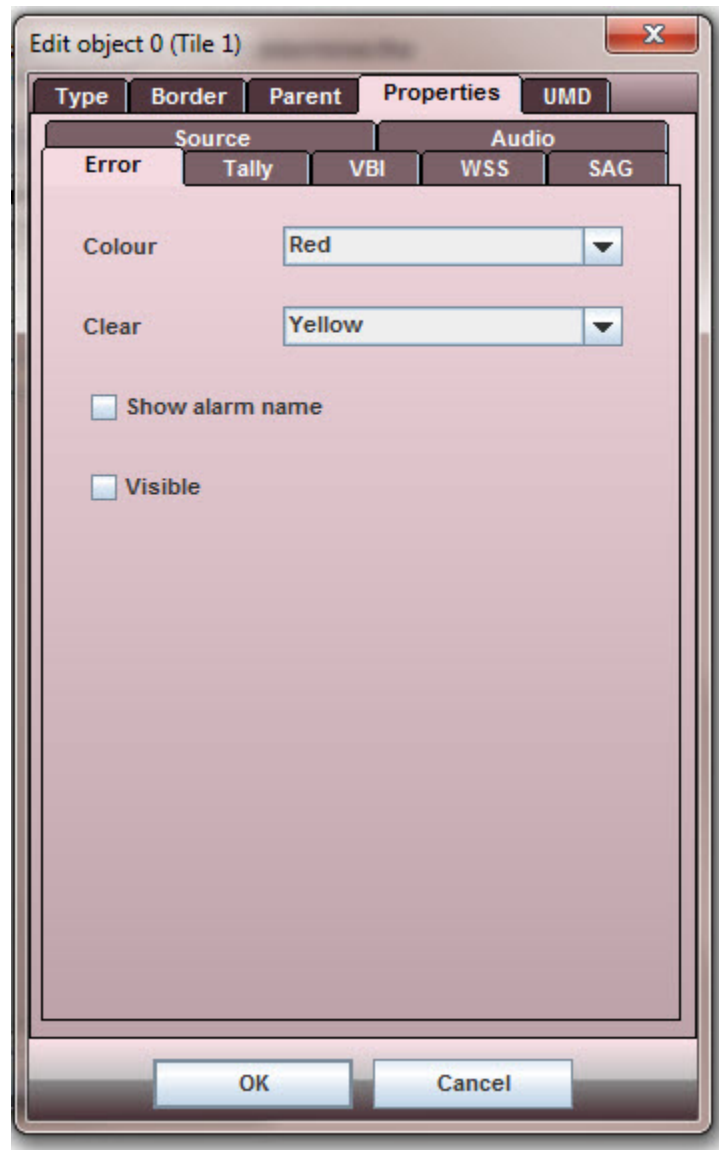 Edit object 0 (Tile 1)
Type Border Parent Properties UMD
Source Audio
Error Tally VBI WSS SAG
Colour Red
Clear Yellow
Show alarm name
Visible
OK Cancel